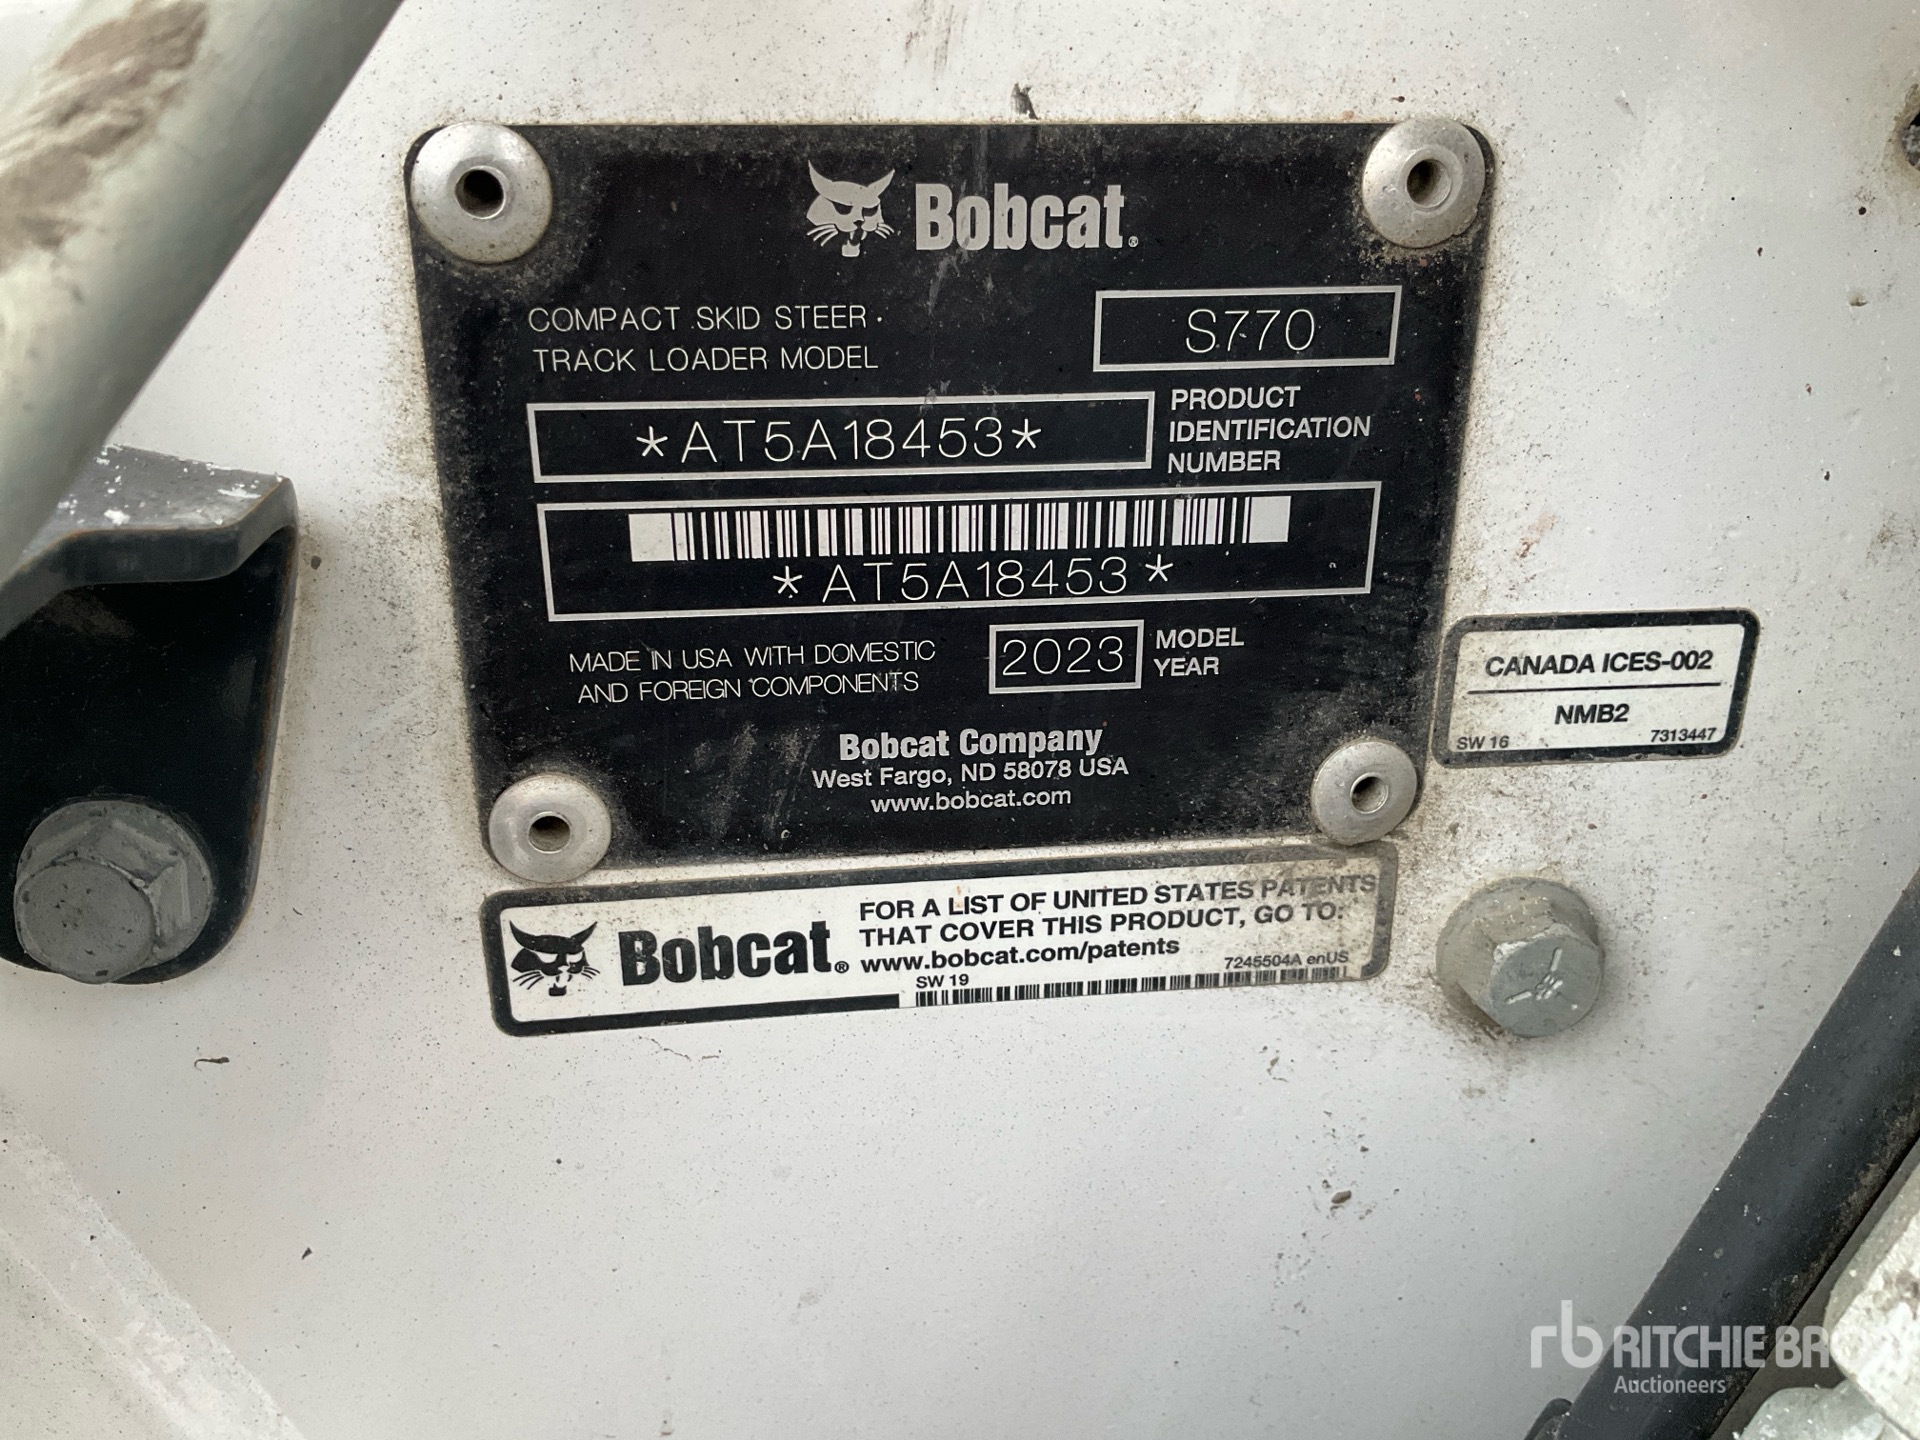 Bobcat®
COMPACT SKID STEER
TRACK LOADER MODEL
S770
*AT5A18453*
PRODUCT
IDENTIFICATION
NUMBER
*AT5A18453*
MADE IN USA WITH DOMESTIC
AND FOREIGN COMPONENTS
2023
MODEL
YEAR
Bobcat Company
West Fargo, ND 58078 USA
www.bobcat.com
CANADA ICES-002
NMB2
SW 16
7313447
Bobcat®
FOR A LIST OF UNITED STATES PATENTS
THAT COVER THIS PRODUCT, GO TO:
www.bobcat.com/patents
7245504A enUS
SW 19
rb RITCHIE BRO
Auctioneers